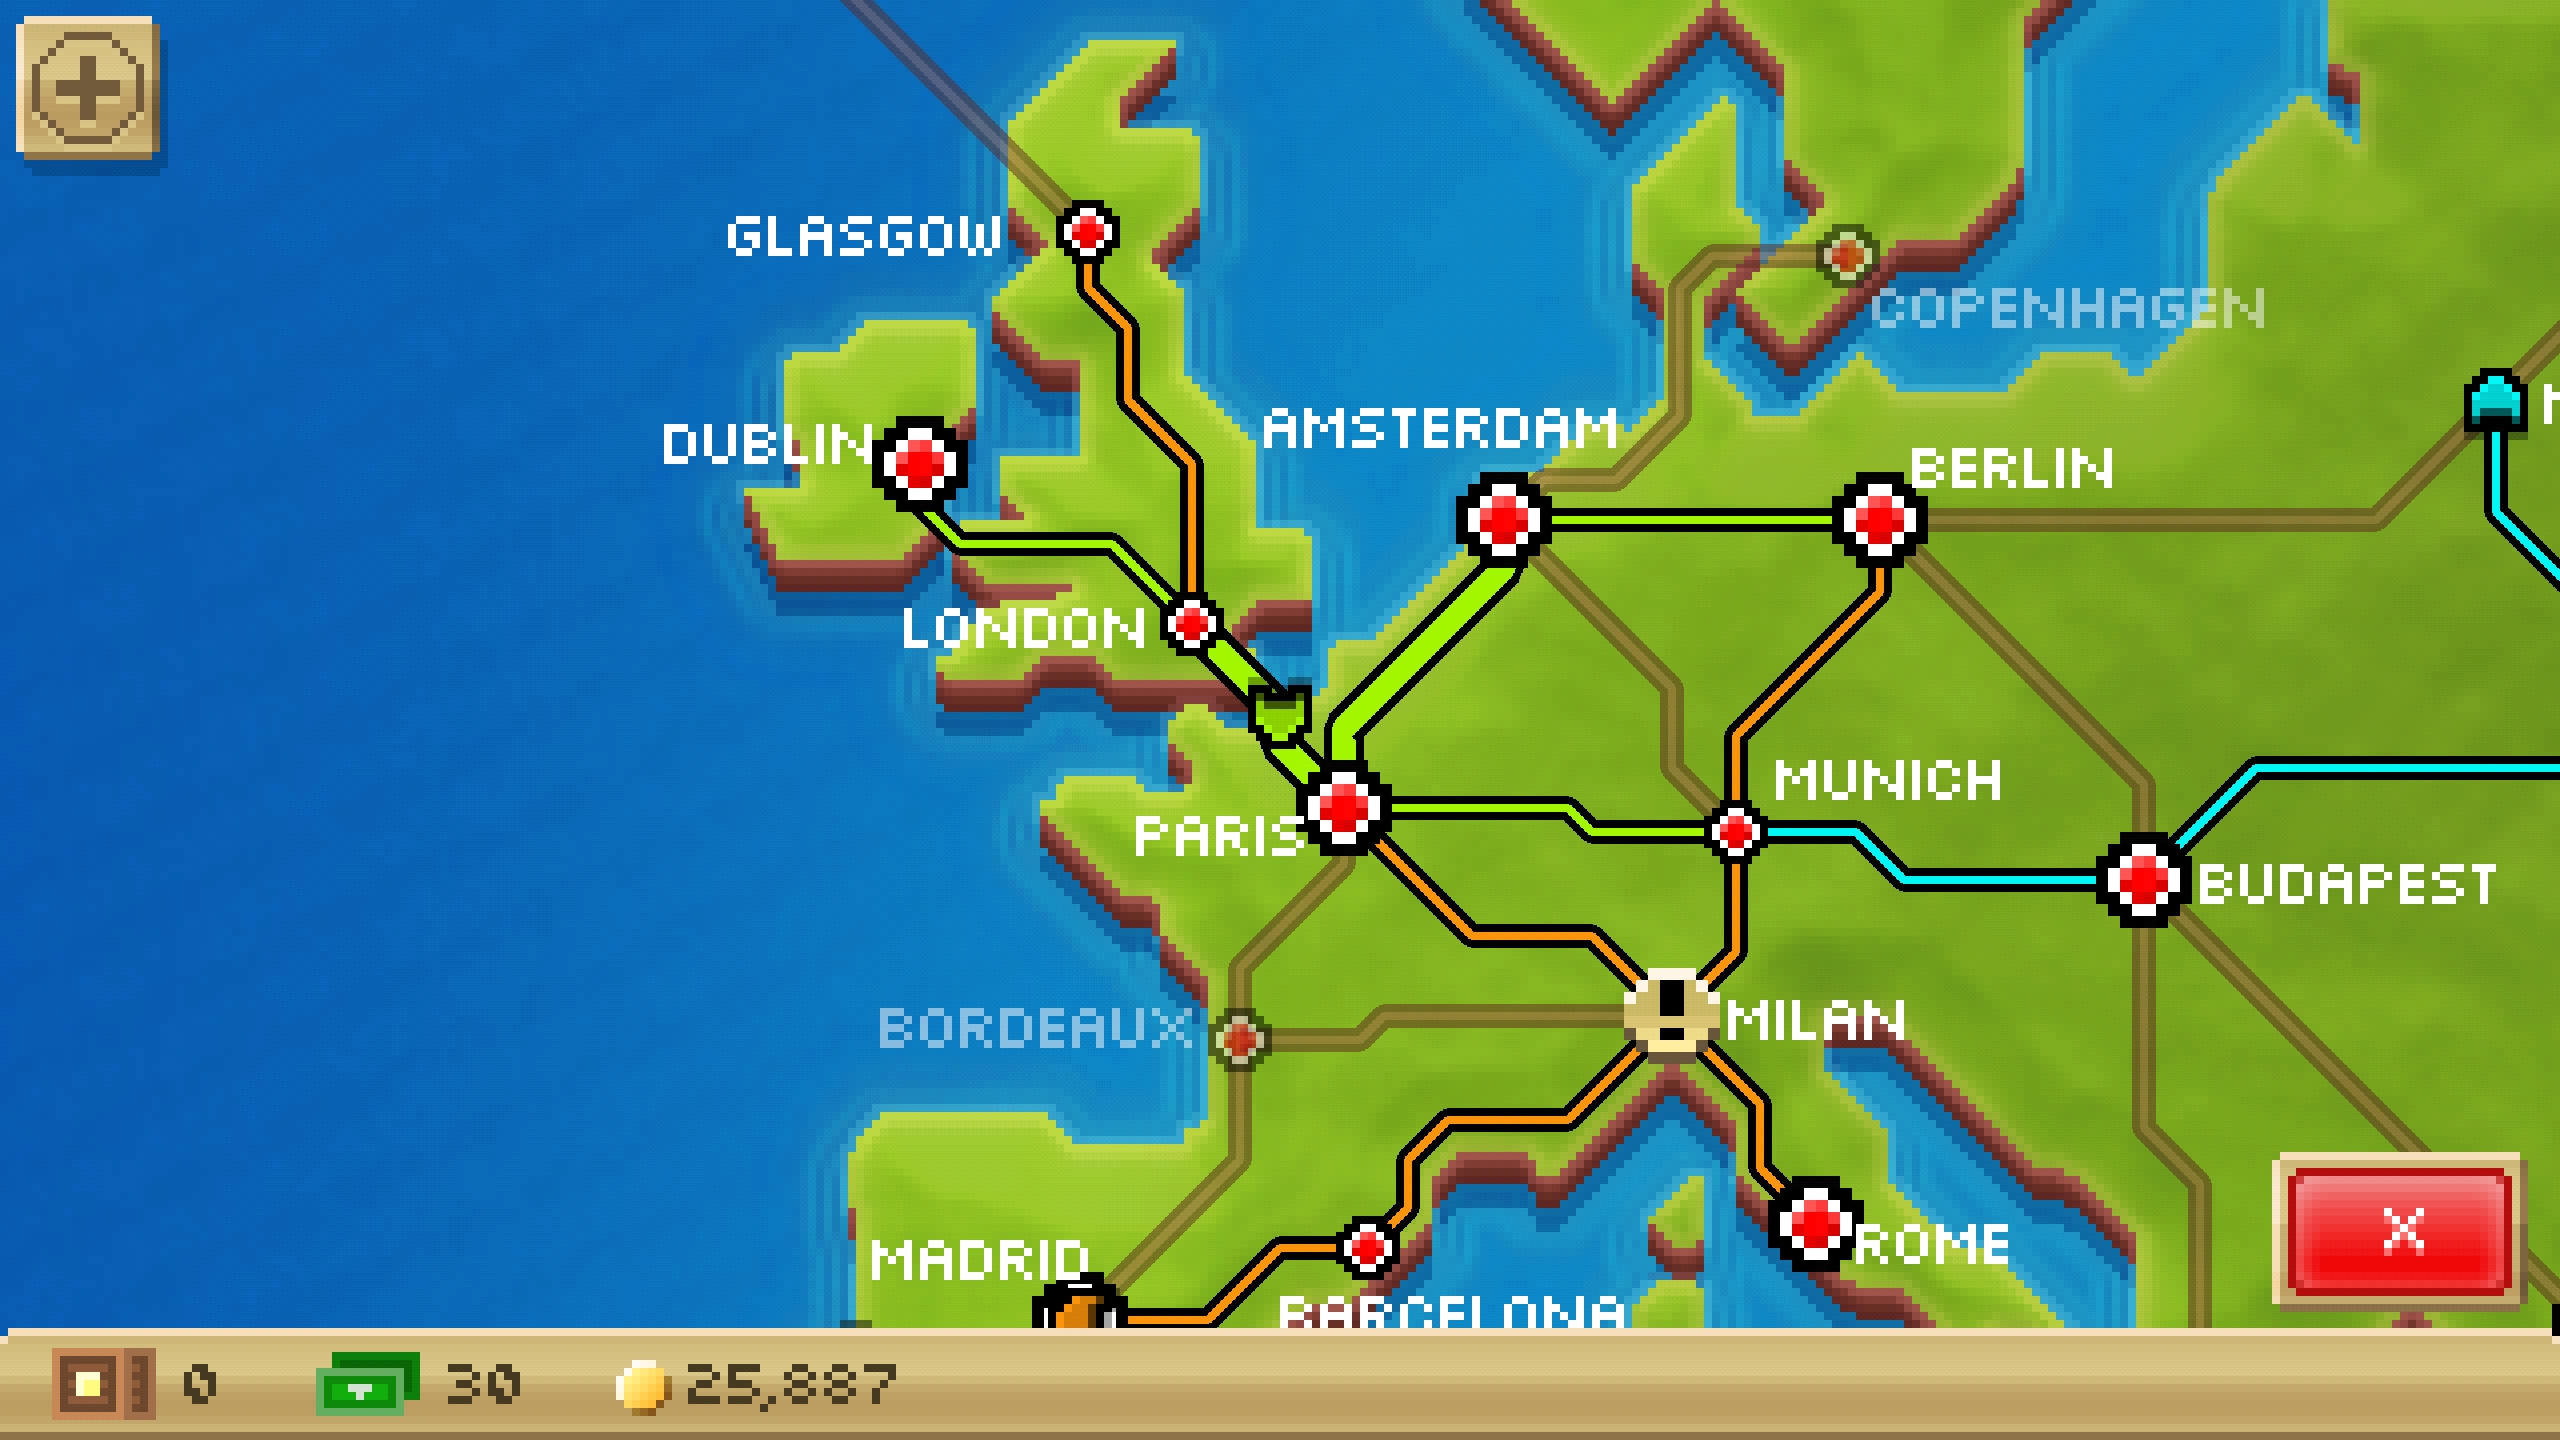 GLASGOW
COPENHAGEN
DUBLIN
AMSTERDAM
BERLIN
LONDON
MUNICH
PARIS
BUDAPEST
BORDEAUX
MILAN
MADRID
ROME
BARCELONA
X
0
30
25,887